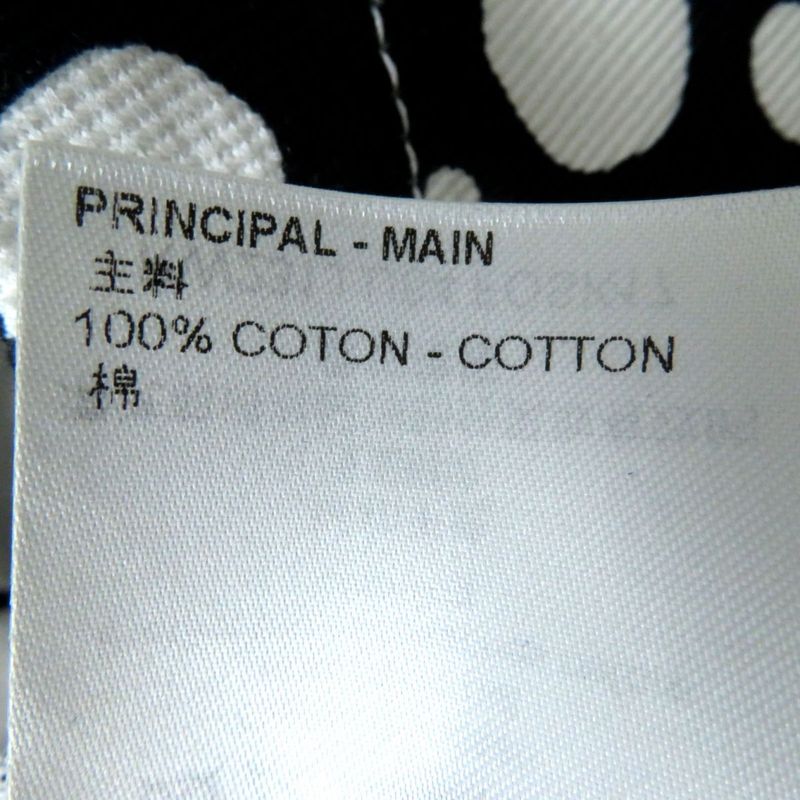 PRINCIPAL - MAIN
主料
100% COTON - COTTON
棉